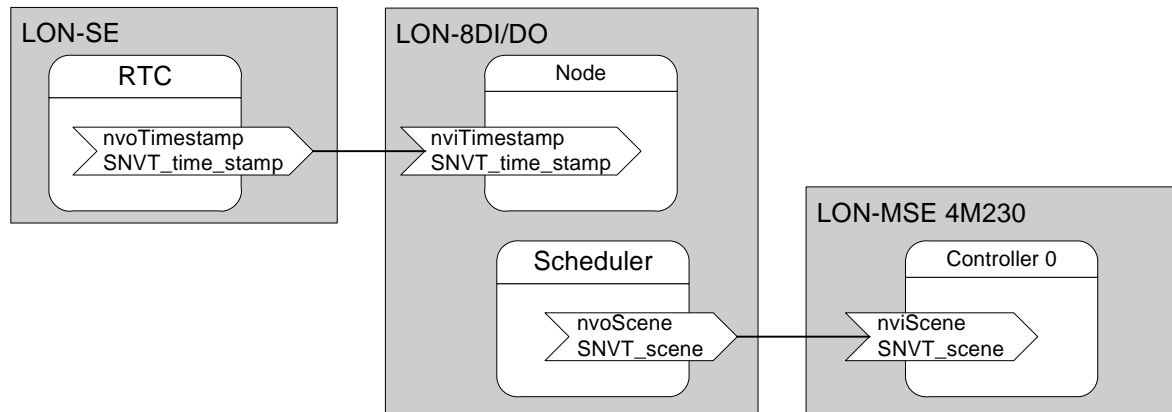 LON-SE
RTC
nvoTimestamp
SNVT_time_stamp
LON-8DI/DO
Node
nviTimestamp
SNVT_time_stamp
Scheduler
nvoScene
SNVT_scene
LON-MSE 4M230
Controller 0
nviScene
SNVT_scene